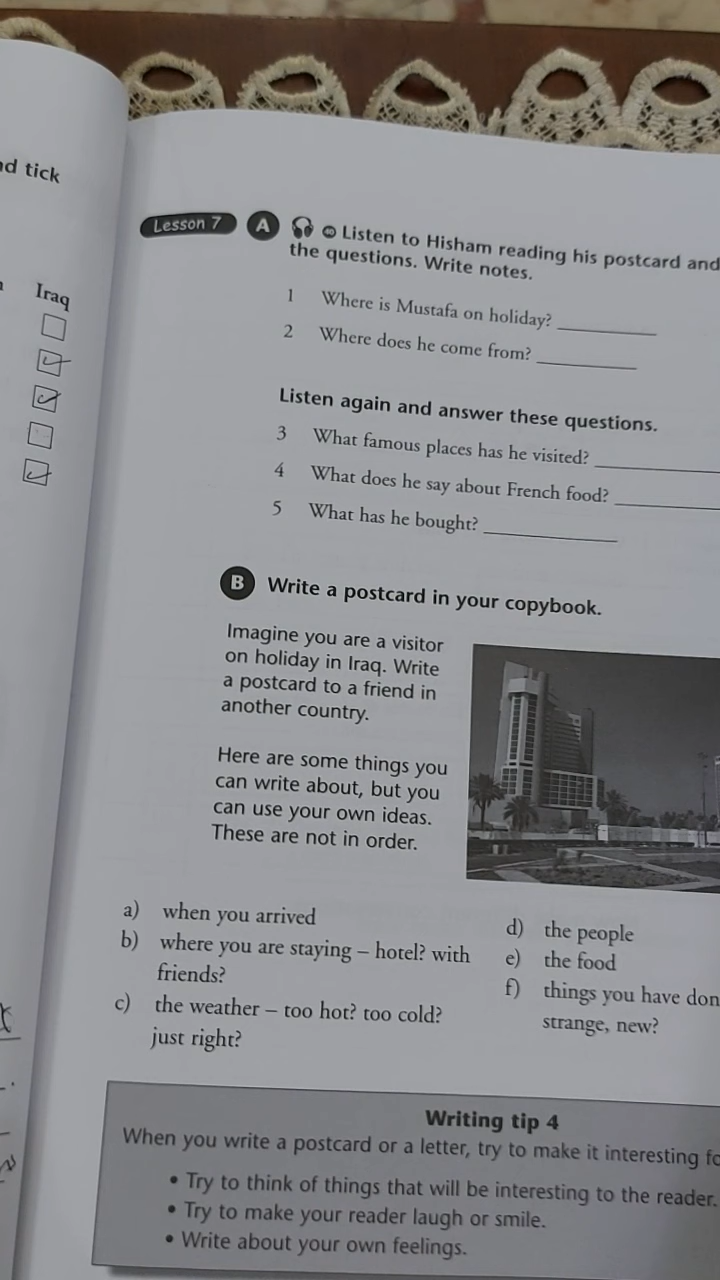 nd tick
Iraq
Lesson 7 A Listen to Hisham reading his postcard and
the questions. Write notes.
1 Where is Mustafa on holiday? ________
2 Where does he come from? ________
Listen again and answer these questions.
3 What famous places has he visited? ________
4 What does he say about French food? ________
5 What has he bought? ________
B Write a postcard in your copybook.
Imagine you are a visitor
on holiday in Iraq. Write
a postcard to a friend in
another country.
Here are some things you
can write about, but you
can use your own ideas.
These are not in order.
a) when you arrived
b) where you are staying – hotel? with
friends?
c) the weather – too hot? too cold?
just right?
d) the people
e) the food
f) things you have don
strange, new?
Writing tip 4
When you write a postcard or a letter, try to make it interesting fo
• Try to think of things that will be interesting to the reader.
• Try to make your reader laugh or smile.
• Write about your own feelings.